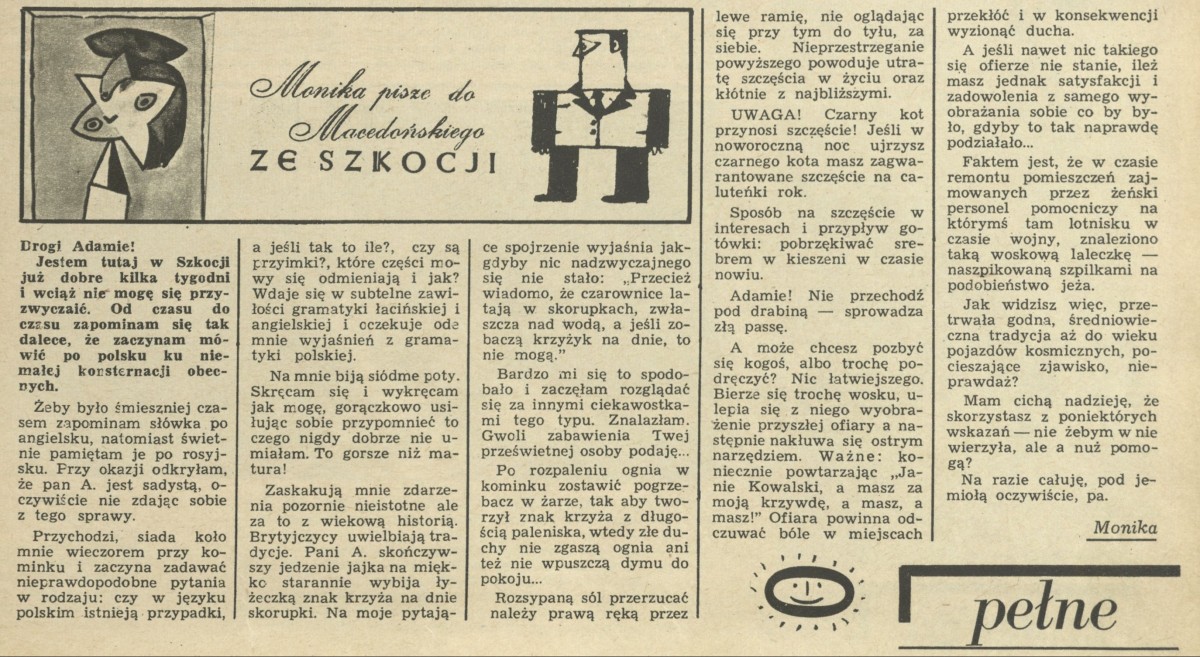 Monika pisze do
Macedońskiego
ZE SZKOCJI
Drogi Adamie!
Jestem tutaj w Szkocji
już dobre kilka tygodni
i wciąż nie mogę się przy-
zwyczaić. Od czasu do
czasu zapominam się tak
dalece, że zaczynam mó-
wić po polsku ku nie-
małej konsternacji obec-
nych.
Żeby było śmieszniej cza-
sem zapominam słówka po
angielsku, natomiast świet-
nie pamiętam je po rosyj-
sku. Przy okazji odkryłam,
że pan A. jest sadystą, o-
czywiście nie zdając sobie
z tego sprawy.
Przychodzi, siada koło
mnie wieczorem przy ko-
minku i zaczyna zadawać
nieprawdopodobne pytania
w rodzaju: czy w języku
polskim istnieją przypadki,
a jeśli tak to ile?, czy są
przyimki?, które części mo-
wy się odmieniają i jak?
Wdaje się w subtelne zawi-
łości gramatyki łacińskiej i
angielskiej i oczekuje ode
mnie wyjaśnień z grama-
tyki polskiej.
Na mnie biją siódme poty.
Skręcam się i wykręcam
jak mogę, gorączkowo usi-
łując sobie przypomnieć to
czego nigdy dobrze nie u-
miałam. To gorsze niż ma-
tura!
Zaskakują mnie zdarze-
nia pozornie nieistotne ale
za to z wiekową historią.
Brytyjczycy uwielbiają tra-
dycje. Pani A. skończyw-
szy jedzenie jajka na mięk-
ko starannie wybija ły-
żeczką znak krzyża na dnie
skorupki. Na moje pytają-
ce spojrzenie wyjaśnia jak-
gdyby nic nadzwyczajnego
się nie stało: „Przecież
wiadomo, że czarownice la-
tają w skorupkach, zwła-
szcza nad wodą, a jeśli zo-
baczą krzyżyk na dnie, to
nie mogą.”
Bardzo mi się to spodo-
bało i zaczęłam rozglądać
się za innymi ciekawostka-
mi tego typu. Znalazłam.
Gwoli zabawienia Twej
prześwietnej osoby podaję...
Po rozpaleniu ognia w
kominku zostawić pogrze-
bacz w żarze, tak aby two-
rzył znak krzyża z długo-
ścią paleniska, wtedy złe du-
chy nie zgaszą ognia ani
też nie wpuszczą dymu do
pokoju...
Rozsypaną sól przerzucać
należy prawą ręką przez
lewe ramię, nie oglądając
się przy tym do tyłu, za
siebie. Nieprzestrzeganie
powyższego powoduje utra-
tę szczęścia w życiu oraz
kłótnie z najbliższymi.
UWAGA! Czarny kot
przynosi szczęście! Jeśli w
noworoczną noc ujrzysz
czarnego kota masz zagwa-
rantowane szczęście na ca-
luteńki rok.
Sposób na szczęście w
interesach i przypływ go-
tówki: pobrzękiwać sre-
brem w kieszeni w czasie
nowiu.
Adamie! Nie przechodź
pod drabiną — sprowadza
złą passę.
A może chcesz pozbyć
się kogoś, albo trochę po-
dręczyć? Nic łatwiejszego.
Bierze się trochę wosku, u-
lepia się z niego wyobra-
żenie przyszłej ofiary a na-
stępnie nakłuwa się ostrym
narzędziem. Ważne: ko-
niecznie powtarzając „Ja-
nie Kowalski, a masz za
moją krzywdę, a masz, a
masz!” Ofiara powinna od-
czuwać bóle w miejscach
przekłóć i w konsekwencji
wyzionąć ducha.
A jeśli nawet nic takiego
się ofierze nie stanie, ileż
masz jednak satysfakcji i
zadowolenia z samego wy-
obrażania sobie co by by-
ło, gdyby to tak naprawdę
podziałało...
Faktem jest, że w czasie
remontu pomieszczeń zaj-
mowanych przez żeński
personel pomocniczy na
którymś tam lotnisku w
czasie wojny, znaleziono
taką woskową laleczkę —
naszpikowaną szpilkami na
podobieństwo jeża.
Jak widzisz więc, prze-
trwała godna, średniowie-
czna tradycja aż do wieku
pojazdów kosmicznych, po-
cieszające zjawisko, nie-
prawdaż?
Mam cichą nadzieję, że
skorzystasz z poniektórych
wskazań — nie żebym w nie
wierzyła, ale a nuż pomo-
gą?
Na razie całuję, pod je-
miołą oczywiście, pa.
Monika
pełne